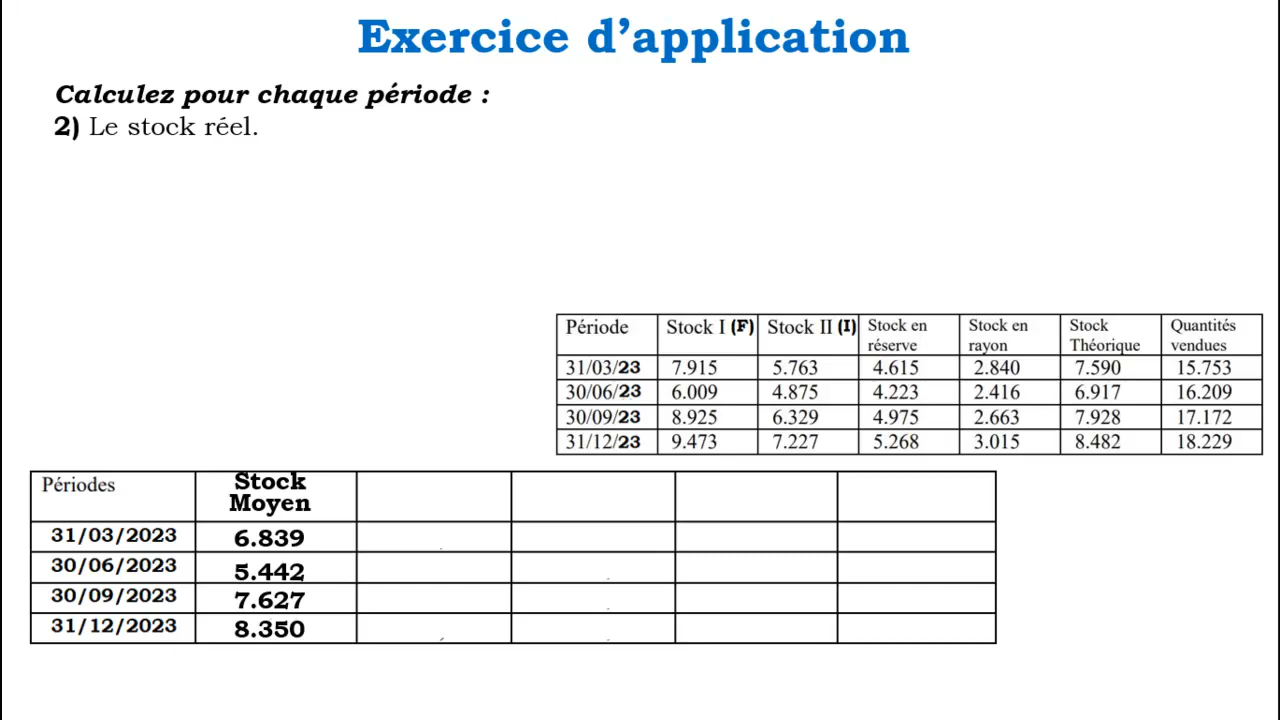 Exercice d’application
Calculez pour chaque période :
2) Le stock réel.
Période Stock I (F) Stock II (I) Stock en réserve Stock en rayon Stock Théorique Quantités vendues
31/03/23 7.915 5.763 4.615 2.840 7.590 15.753
30/06/23 6.009 4.875 4.223 2.416 6.917 16.209
30/09/23 8.925 6.329 4.975 2.663 7.928 17.172
31/12/23 9.473 7.227 5.268 3.015 8.482 18.229
Périodes Stock Moyen
31/03/2023 6.839
30/06/2023 5.442
30/09/2023 7.627
31/12/2023 8.350